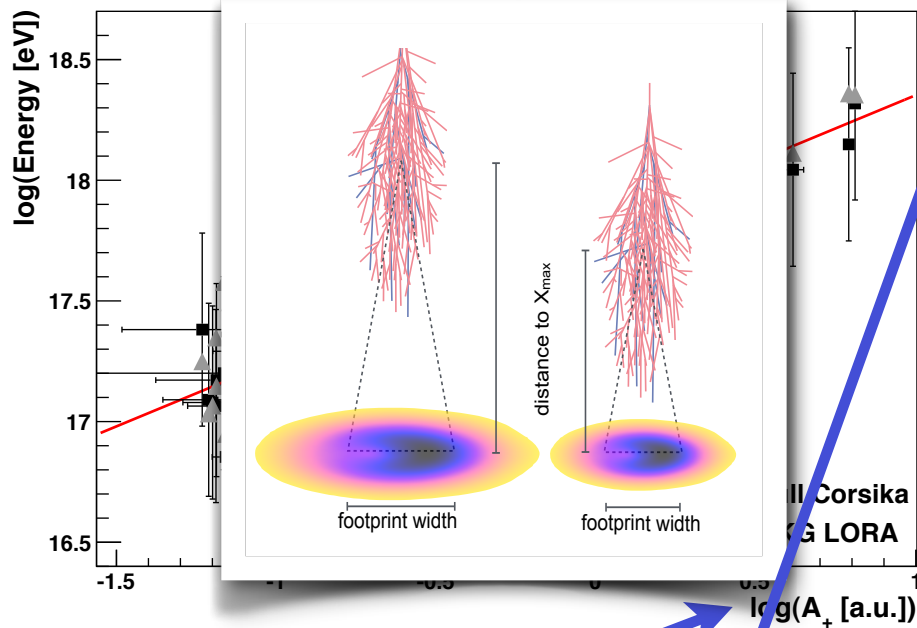 log(Energy [eV])
18.5
18
17.5
17
16.5
-1.5
-1
-0.5
0
0.5
1
log(A+ [a.u.])
Corsika
LORA
distance to Xmax
footprint width
footprint width